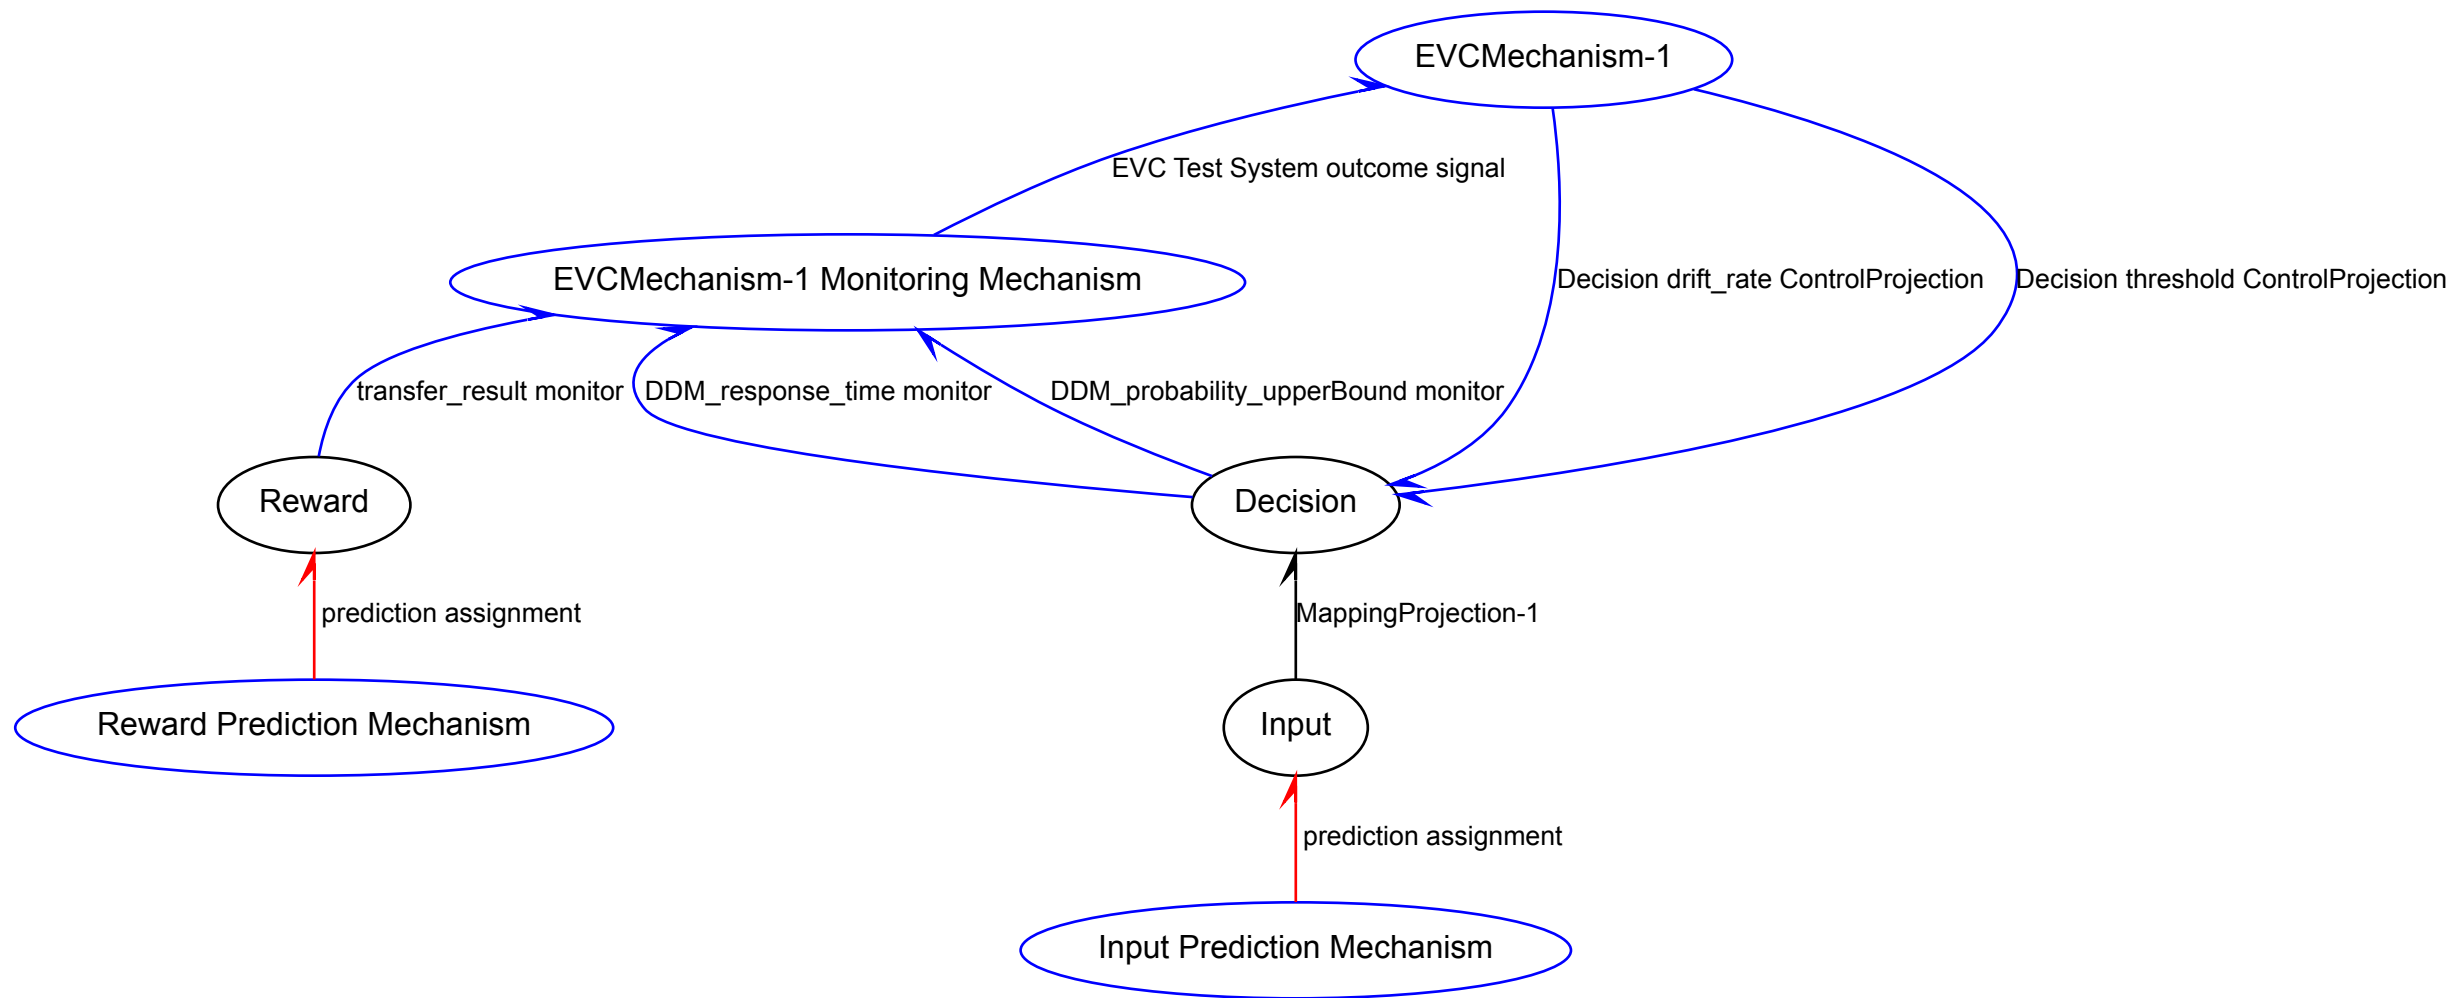 EVCMechanism-1
EVC Test System outcome signal
EVCMechanism-1 Monitoring Mechanism
Decision drift_rate ControlProjection
Decision threshold ControlProjection
transfer_result monitor
DDM_response_time monitor
DDM_probability_upperBound monitor
Reward
Decision
prediction assignment
MappingProjection-1
Reward Prediction Mechanism
Input
prediction assignment
Input Prediction Mechanism